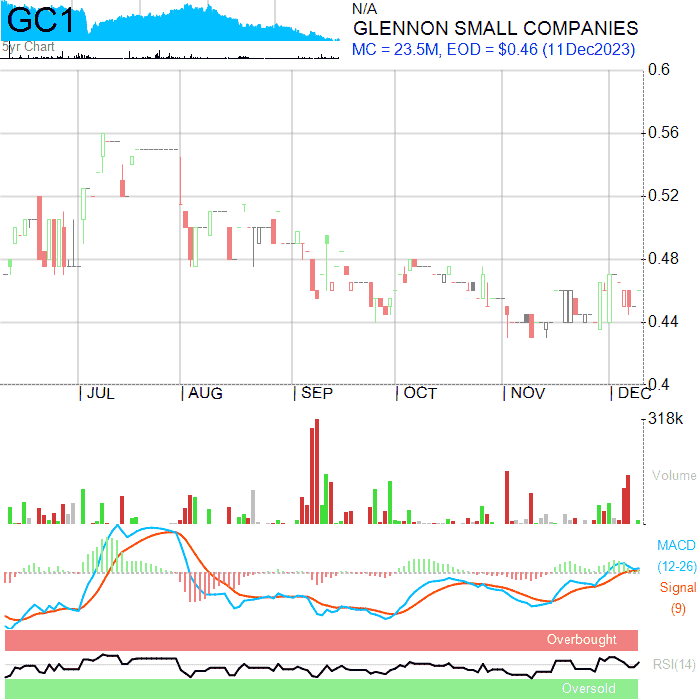 GC1
5yr Chart
N/A
GLENNON SMALL COMPANIES
MC = 23.5M, EOD = $0.46 (11Dec2023)
0.6
0.56
0.52
0.48
0.44
0.4
JUL AUG SEP OCT NOV DEC
318k
Volume
MACD
(12-26)
Signal
(9)
Overbought
RSI(14)
Oversold